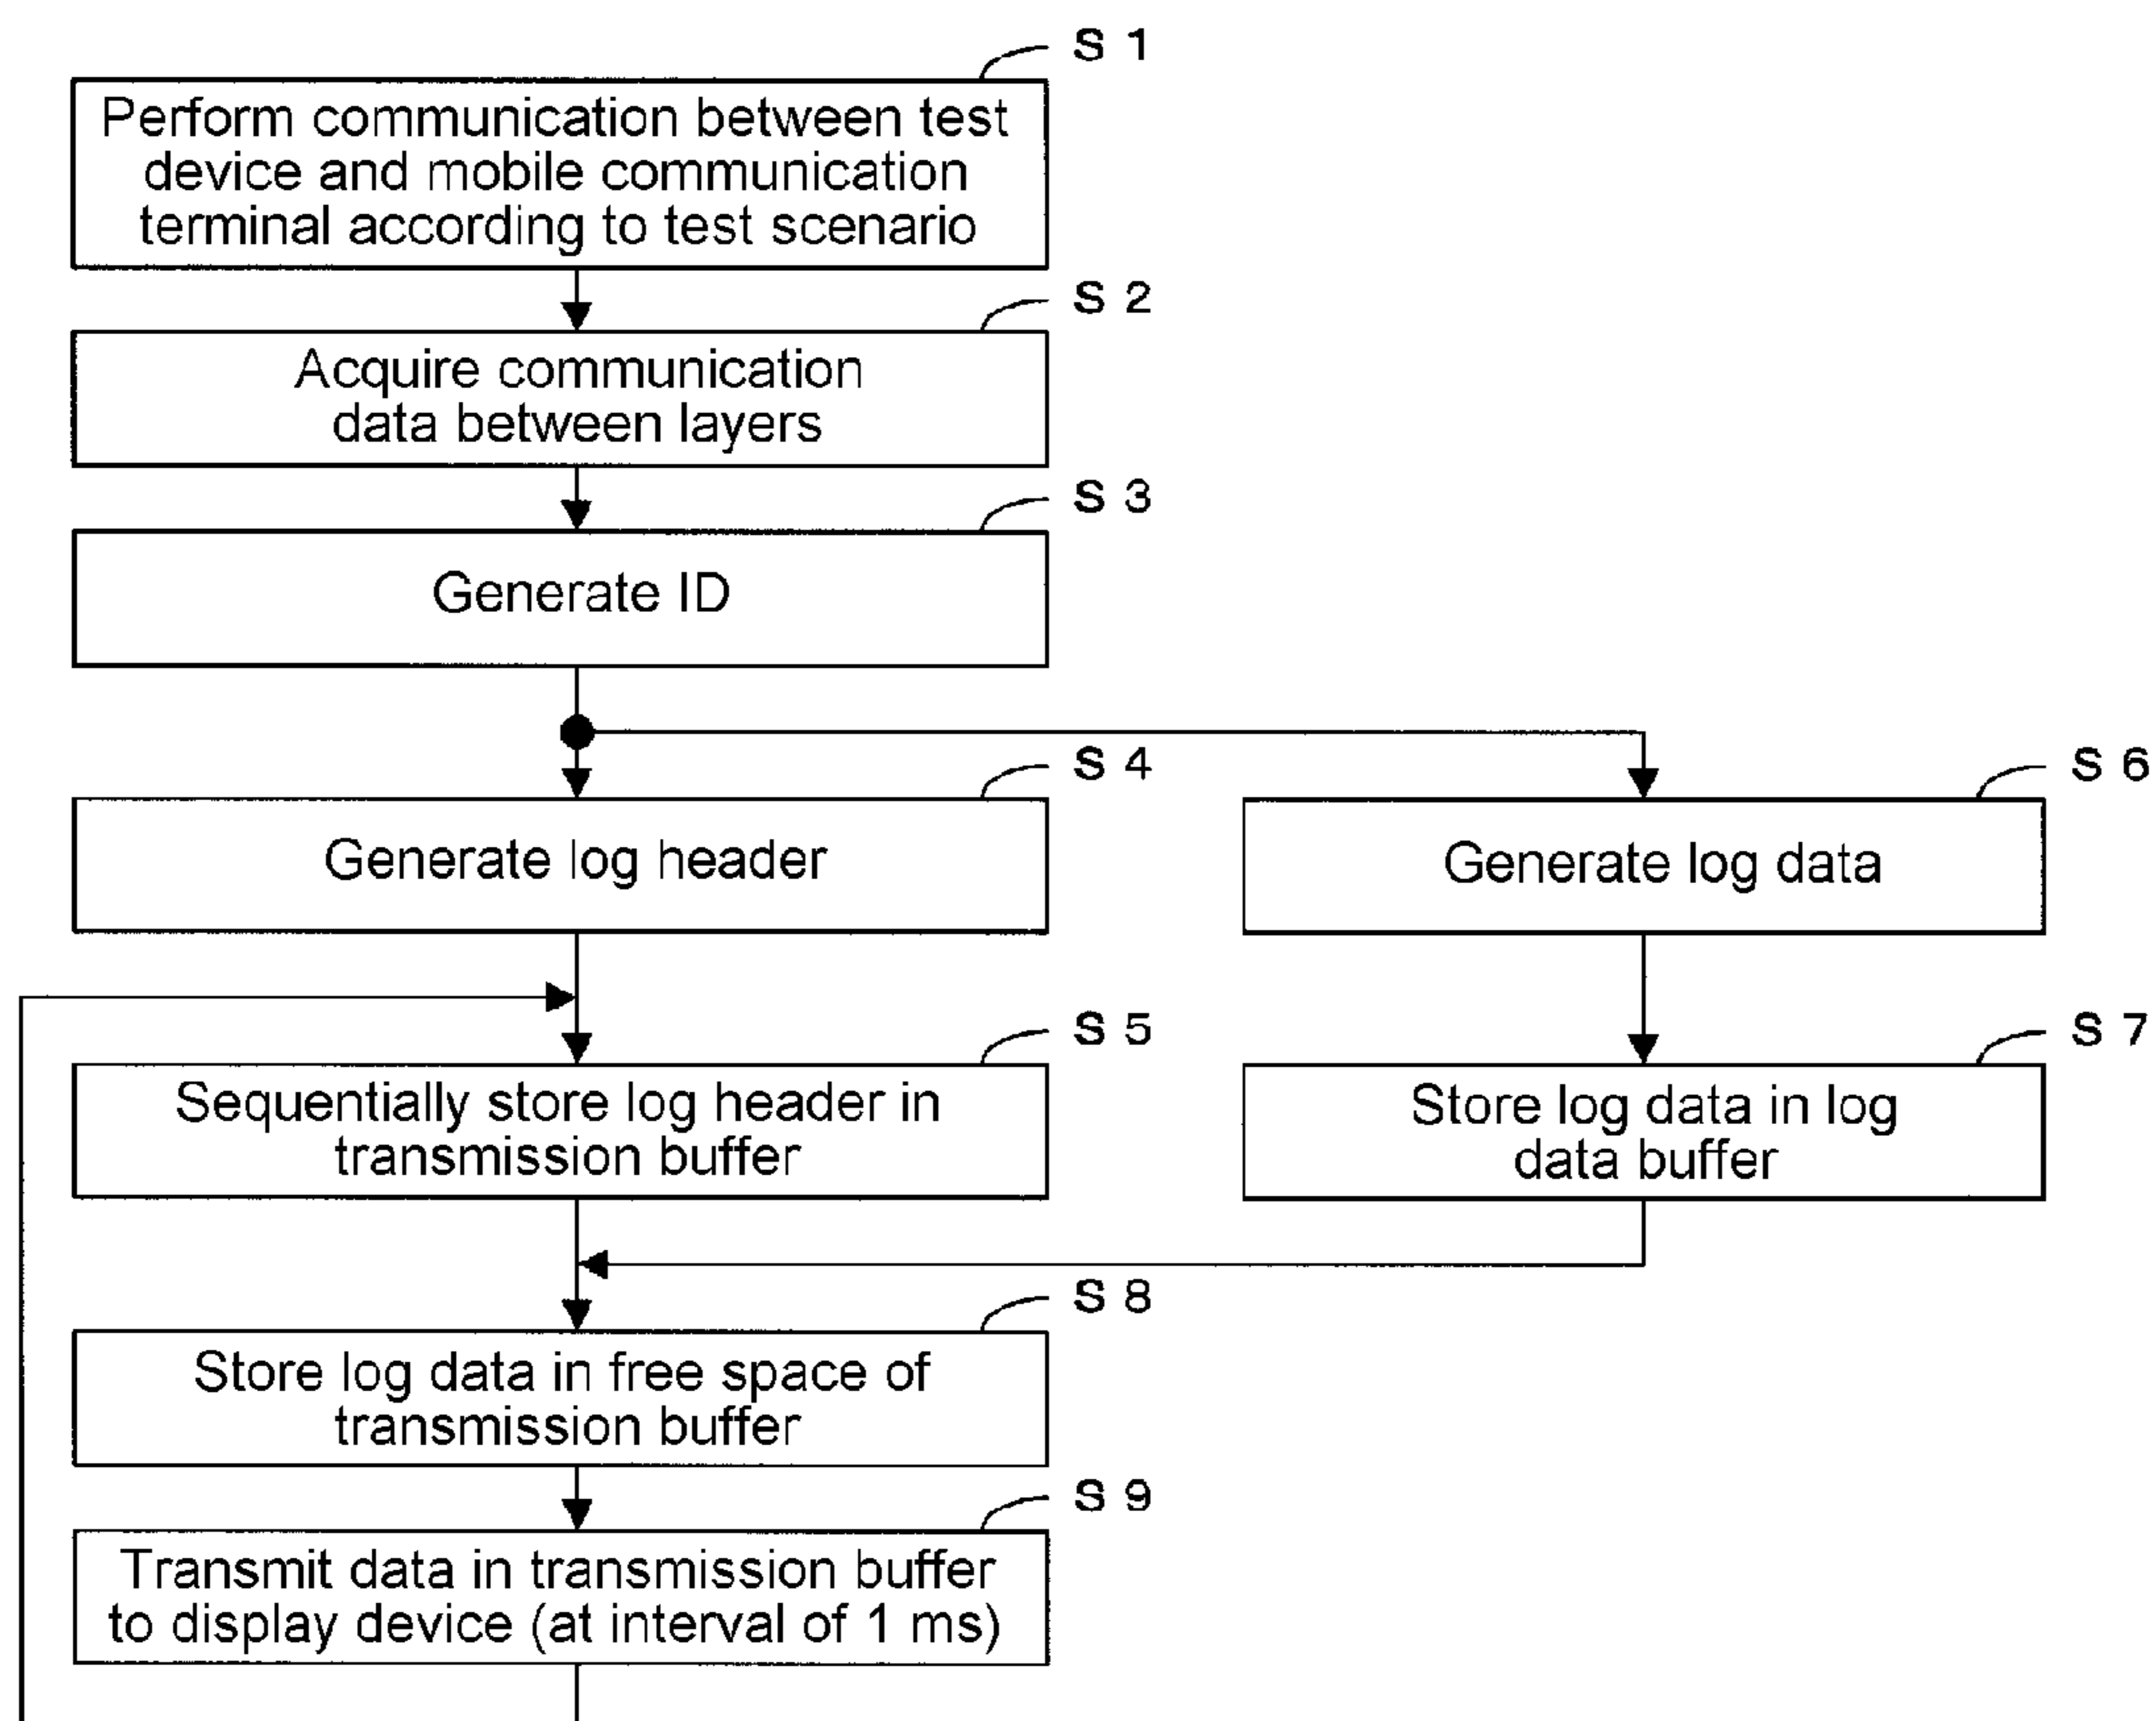 S 1
Perform communication between test
device and mobile communication
terminal according to test scenario
S 2
Acquire communication
data between layers
S 3
Generate ID
S 4
Generate log header
S 6
Generate log data
S 5
Sequentially store log header in
transmission buffer
S 7
Store log data in log
data buffer
S 8
Store log data in free space of
transmission buffer
S 9
Transmit data in transmission buffer
to display device (at interval of 1 ms)